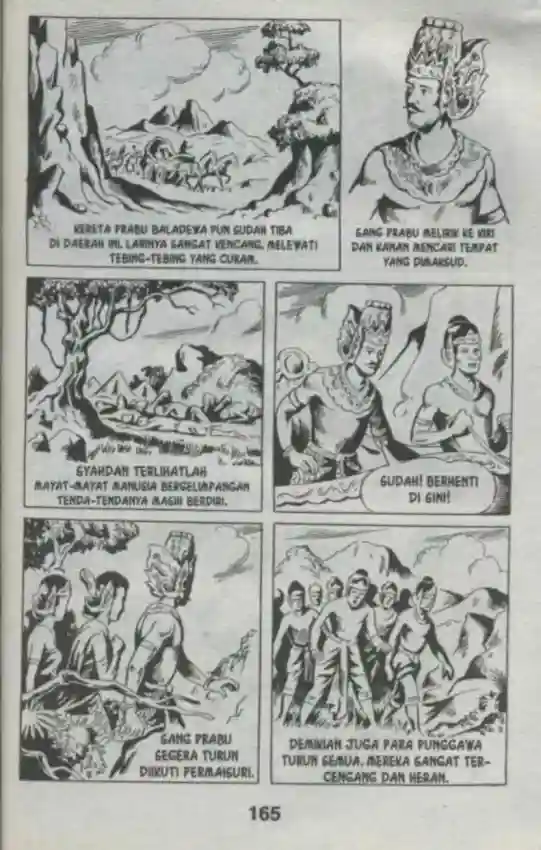 KERETA PRABU BALADEWA PUN SUDAH TIBA
DI DAERAH INI. LARINYA SANGAT KENCANG, MELEWATI
TEBING-TEBING YANG CURAM.
SANG PRABU MELIRIK KE KIRI
DAN KANAN MENCARI TEMPAT
YANG DIMAKSUD.
SYAHDAN TERLIHATLAH
MAYAT-MAYAT MANUSIA BERGELIMPANGAN
TENDA-TENDANYA MASIH BERDIRI.
SUDAH! BERHENTI
DI SINI!
SANG PRABU
SEGERA TURUN
DIIKUTI PERMAISURI.
DEMIKIAN JUGA PARA PUNGGAWA
TURUN SEMUA. MEREKA SANGAT TER-
CENGANG DAN HERAN.
165